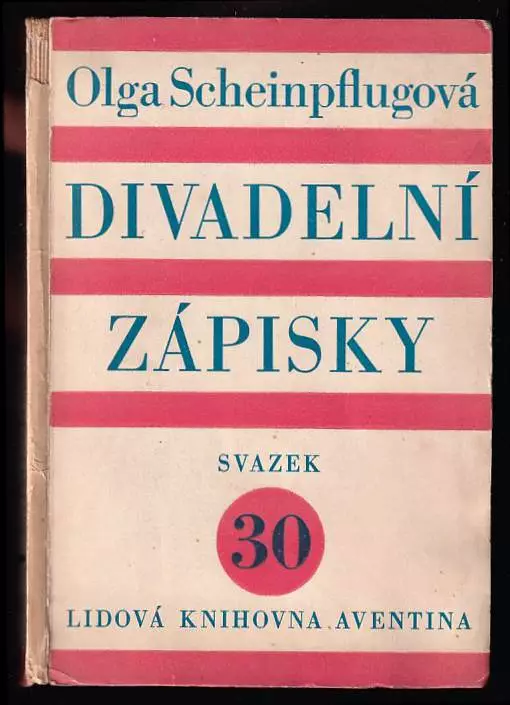 Olga Scheinpflugová
DIVADELNÍ
ZÁPISKY
SVAZEK
30
LIDOVÁ KNIHOVNA AVENTINA